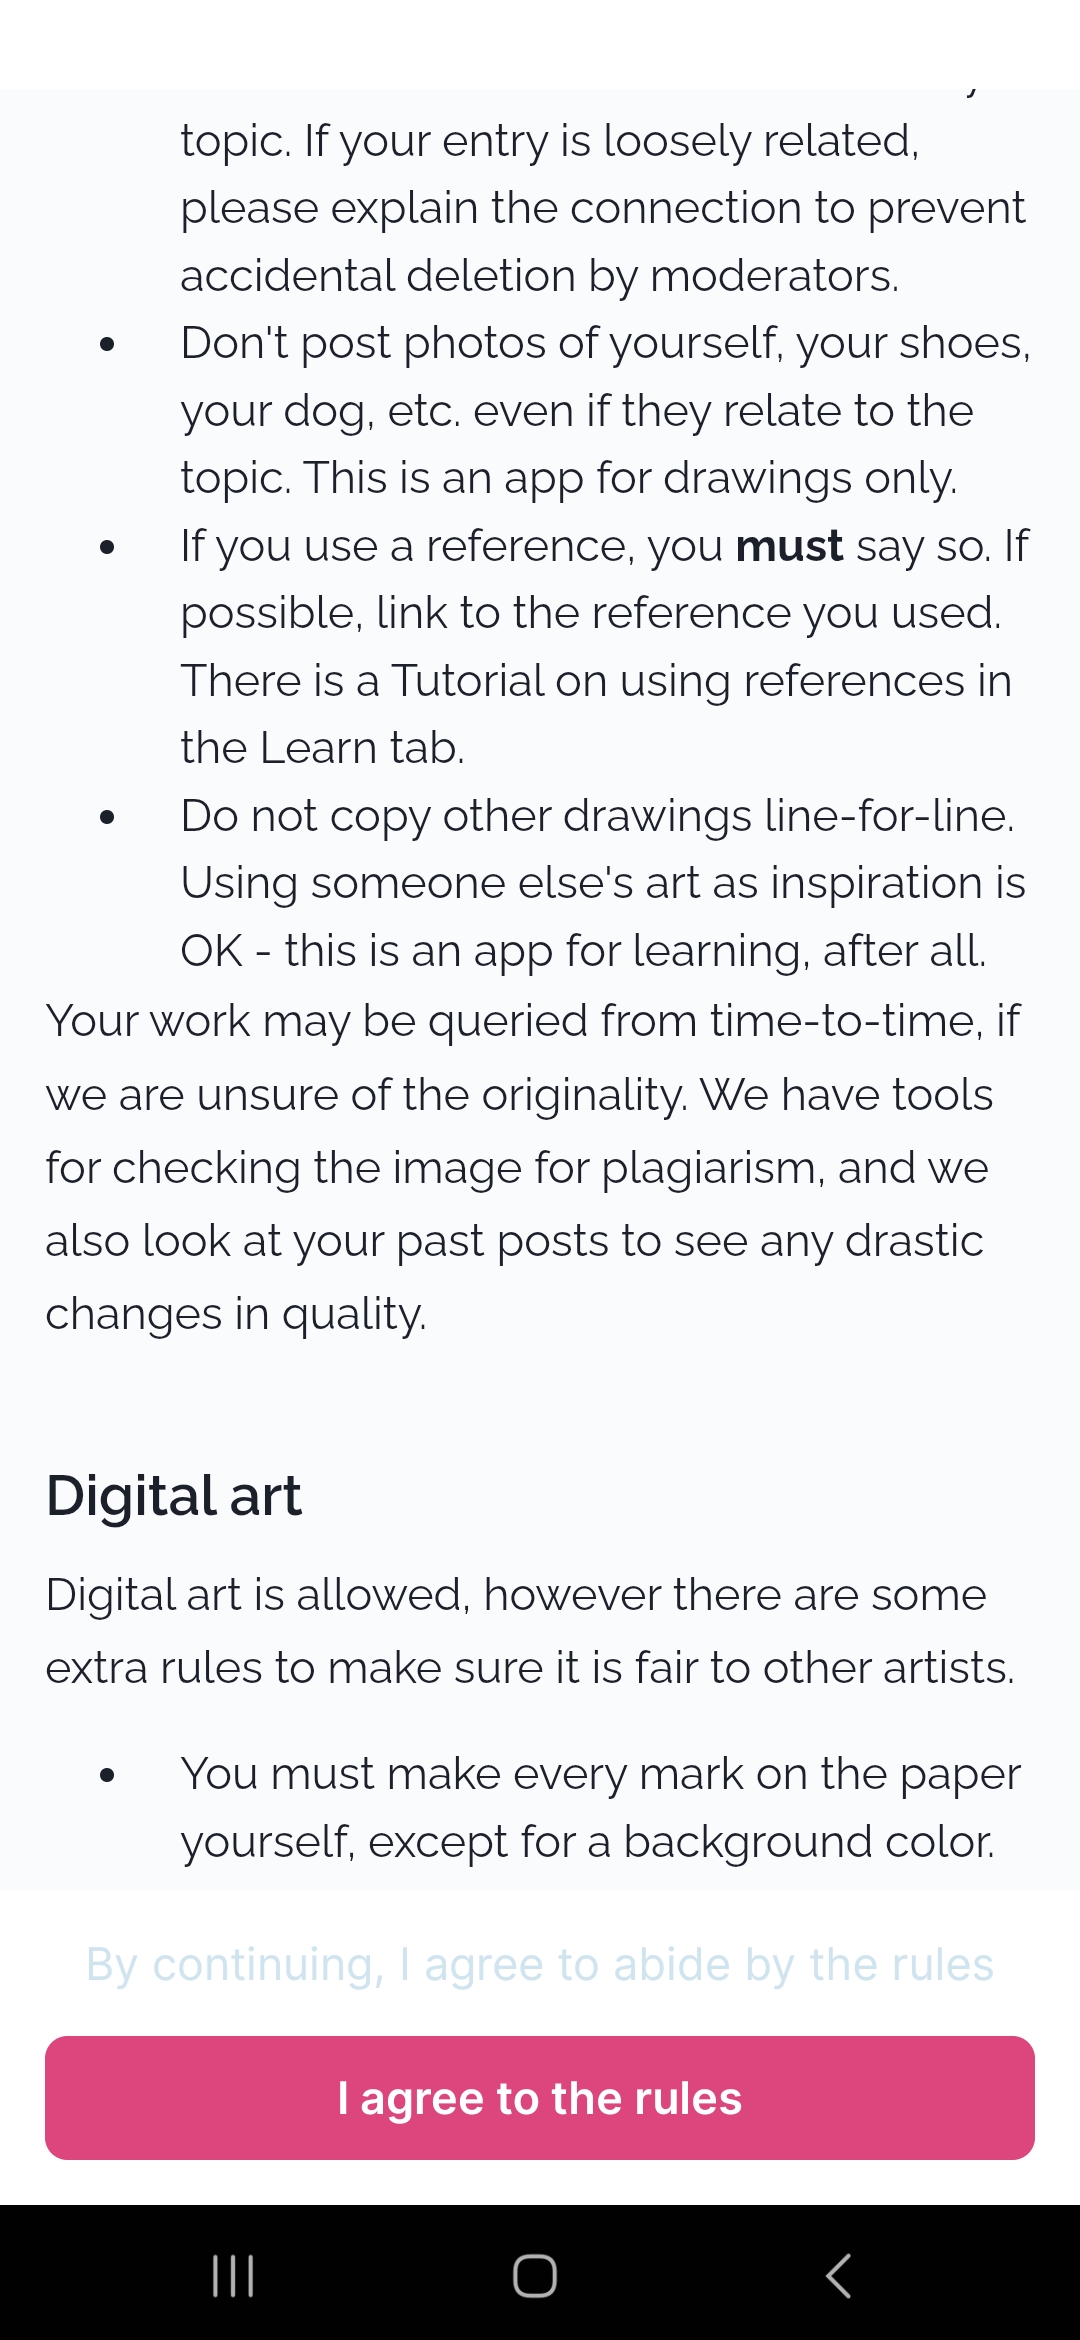 topic. If your entry is loosely related,
please explain the connection to prevent
accidental deletion by moderators.
• Don't post photos of yourself, your shoes,
your dog, etc. even if they relate to the
topic. This is an app for drawings only.
• If you use a reference, you must say so. If
possible, link to the reference you used.
There is a Tutorial on using references in
the Learn tab.
• Do not copy other drawings line-for-line.
Using someone else's art as inspiration is
OK - this is an app for learning, after all.
Your work may be queried from time-to-time, if
we are unsure of the originality. We have tools
for checking the image for plagiarism, and we
also look at your past posts to see any drastic
changes in quality.
Digital art
Digital art is allowed, however there are some
extra rules to make sure it is fair to other artists.
• You must make every mark on the paper
yourself, except for a background color.
By continuing, I agree to abide by the rules
I agree to the rules